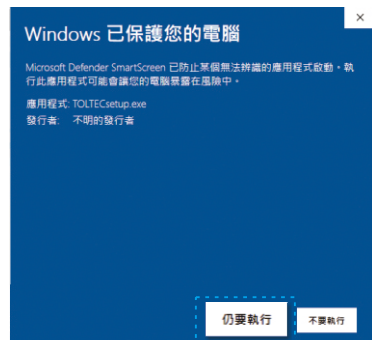 Windows 已保護您的電腦
Microsoft Defender SmartScreen 已防止某個無法辨識的應用程式啟動。執
行此應用程式可能會讓您的電腦暴露在風險中。
應用程式: TOLTECsetup.exe
發行者: 不明的發行者
仍要執行
不要執行